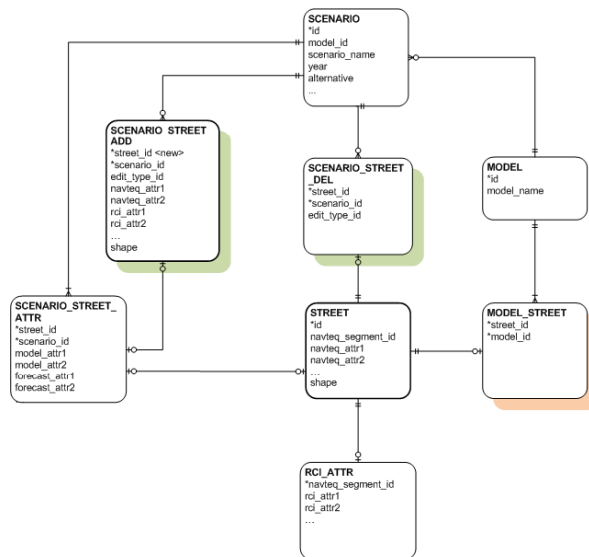 SCENARIO
*id
model_id
scenario_name
year
alternative
...
SCENARIO_STREET_
ADD
*street_id <new>
*scenario_id
edit_type_id
navteq_attr1
navteq_attr2
rci_attr1
rci_attr2
...
shape
SCENARIO_STREET
_DEL
*street_id
*scenario_id
edit_type_id
MODEL
*id
model_name
SCENARIO_STREET_
ATTR
*street_id
*scenario_id
model_attr1
model_attr2
forecast_attr1
forecast_attr2
...
STREET
*id
navteq_segment_id
navteq_attr1
navteq_attr2
...
shape
MODEL_STREET
*street_id
*model_id
RCI_ATTR
*navteq_segment_id
rci_attr1
rci_attr2
...